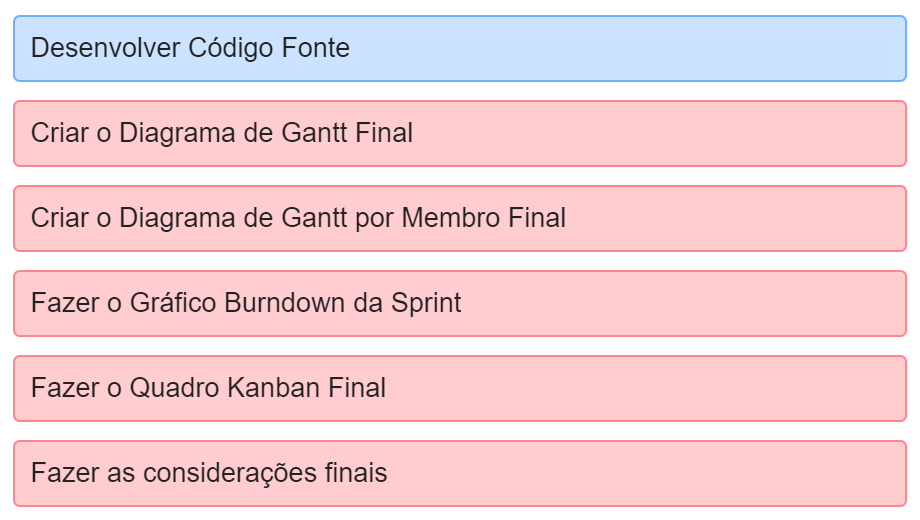 Desenvolver Código Fonte
Criar o Diagrama de Gantt Final
Criar o Diagrama de Gantt por Membro Final
Fazer o Gráfico Burndown da Sprint
Fazer o Quadro Kanban Final
Fazer as considerações finais